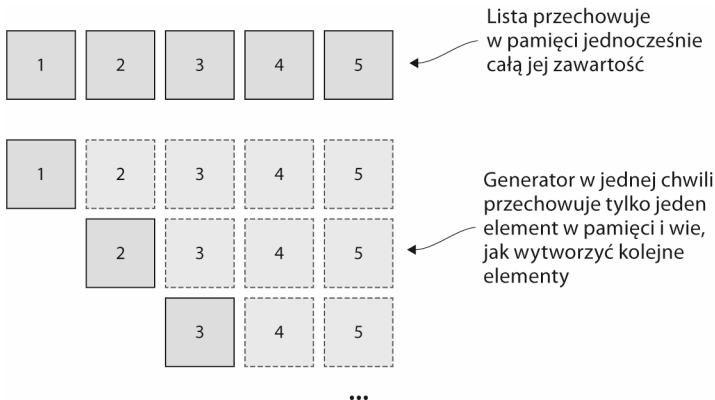 Lista przechowuje
w pamięci jednocześnie
całą jej zawartość
1 2 3 4 5
1 2 3 4 5
Generator w jednej chwili
przechowuje tylko jeden
element w pamięci i wie,
jak wytworzyć kolejne
elementy
2 3 4 5
3 4 5
...